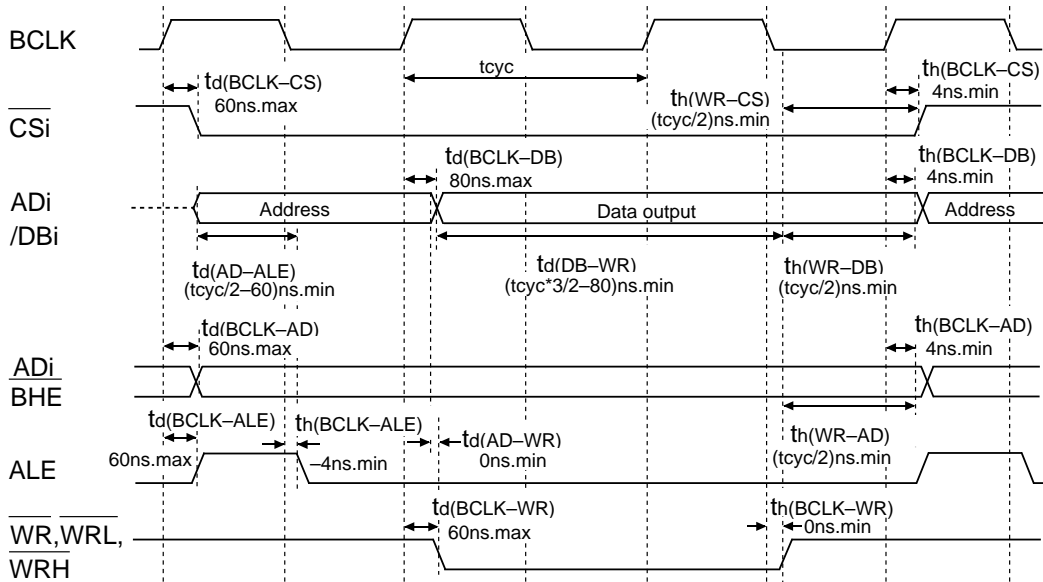 BCLK
td(BCLK–CS)
60ns.max
tcyc
th(BCLK–CS)
4ns.min
th(WR–CS)
(tcyc/2)ns.min
CSi
td(BCLK–DB)
80ns.max
th(BCLK–DB)
4ns.min
ADi
/DBi
Address
Data output
Address
td(AD–ALE)
(tcyc/2–60)ns.min
td(DB–WR)
(tcyc*3/2–80)ns.min
th(WR–DB)
(tcyc/2)ns.min
td(BCLK–AD)
60ns.max
th(BCLK–AD)
4ns.min
ADi
BHE
td(BCLK–ALE)
60ns.max
th(BCLK–ALE)
–4ns.min
td(AD–WR)
0ns.min
th(WR–AD)
(tcyc/2)ns.min
ALE
td(BCLK–WR)
60ns.max
th(BCLK–WR)
0ns.min
WR,WRL,
WRH